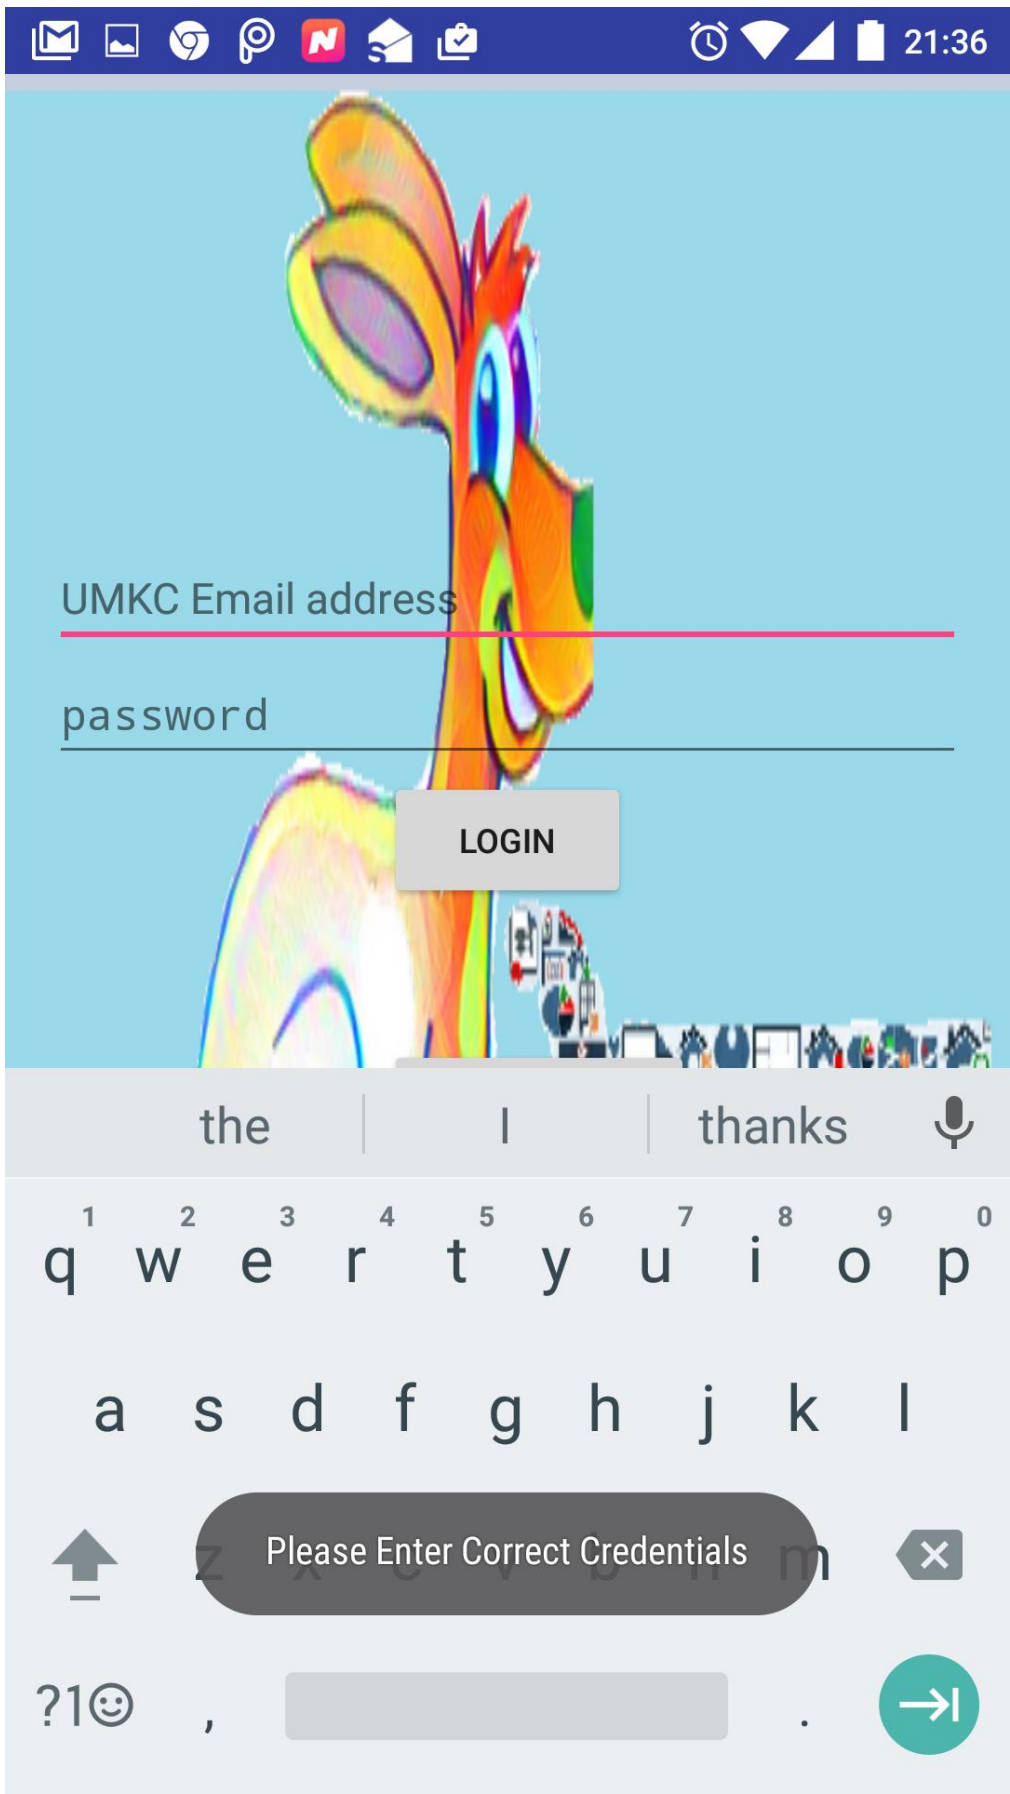 21:36
UMKC Email address
password
LOGIN
the I thanks
1 2 3 4 5 6 7 8 9 0
q w e r t y u i o p
a s d f g h j k l
z x c v b n m
Please Enter Correct Credentials
?1☺ , .